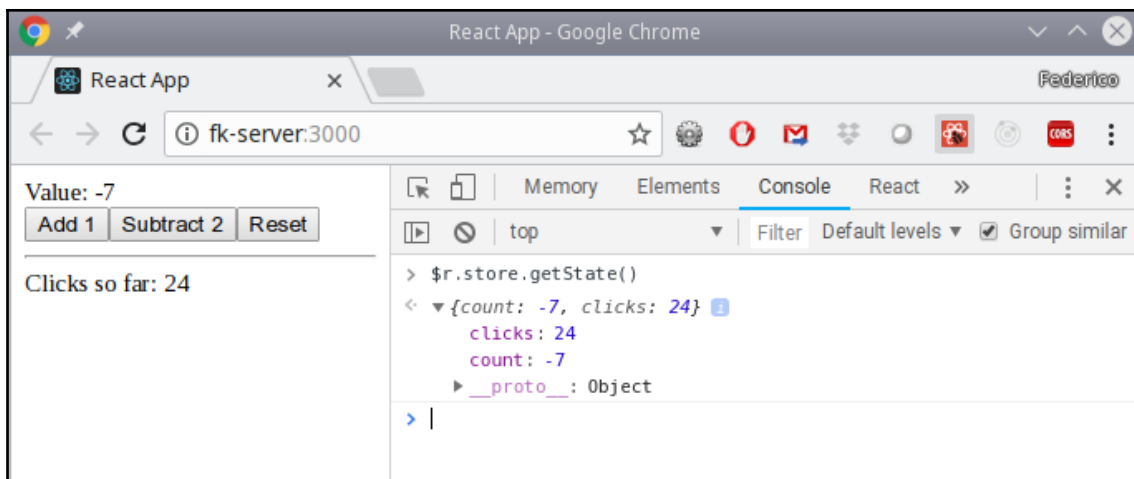 React App - Google Chrome
React App
Federico
fk-server:3000
CORS
Value: -7
Add 1 Subtract 2 Reset
Clicks so far: 24
Memory Elements Console React »
top Filter Default levels Group similar
> $r.store.getState()
{count: -7, clicks: 24} i
clicks: 24
count: -7
__proto__: Object
>